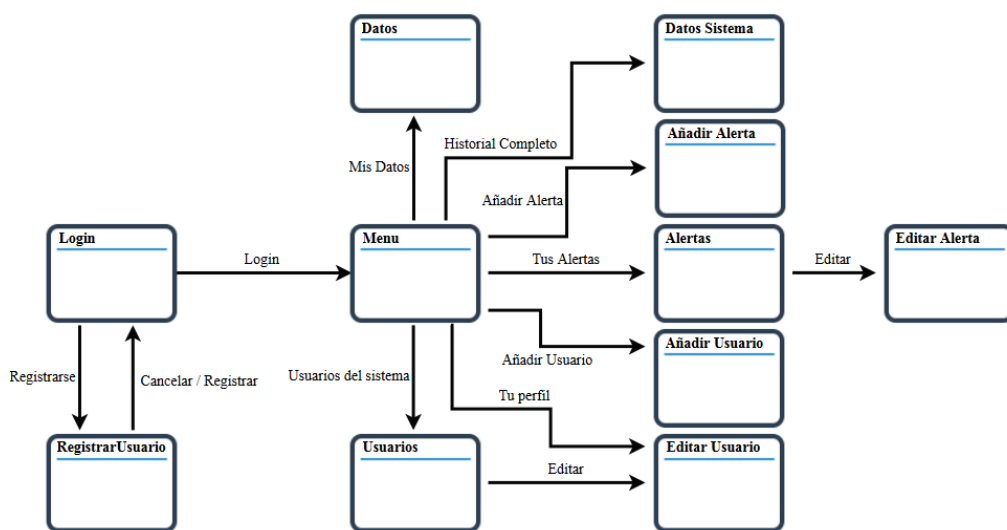 Datos
Datos Sistema
Historial Completo
Añadir Alerta
Mis Datos
Añadir Alerta
Login
Menu
Alertas
Editar Alerta
Login
Tus Alertas
Editar
Añadir Usuario
Añadir Usuario
Registrarse
Cancelar / Registrar
Usuarios del sistema
Tu perfil
RegistrarUsuario
Usuarios
Editar Usuario
Editar